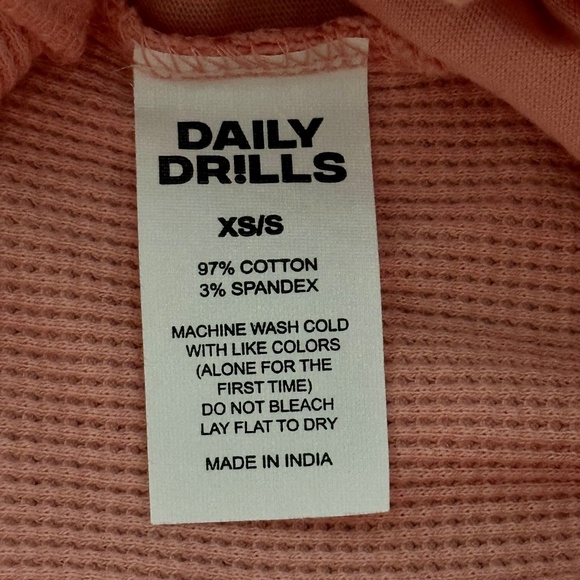 DAILY
DR!LLS
XS/S
97% COTTON
3% SPANDEX
MACHINE WASH COLD
WITH LIKE COLORS
(ALONE FOR THE
FIRST TIME)
DO NOT BLEACH
LAY FLAT TO DRY
MADE IN INDIA